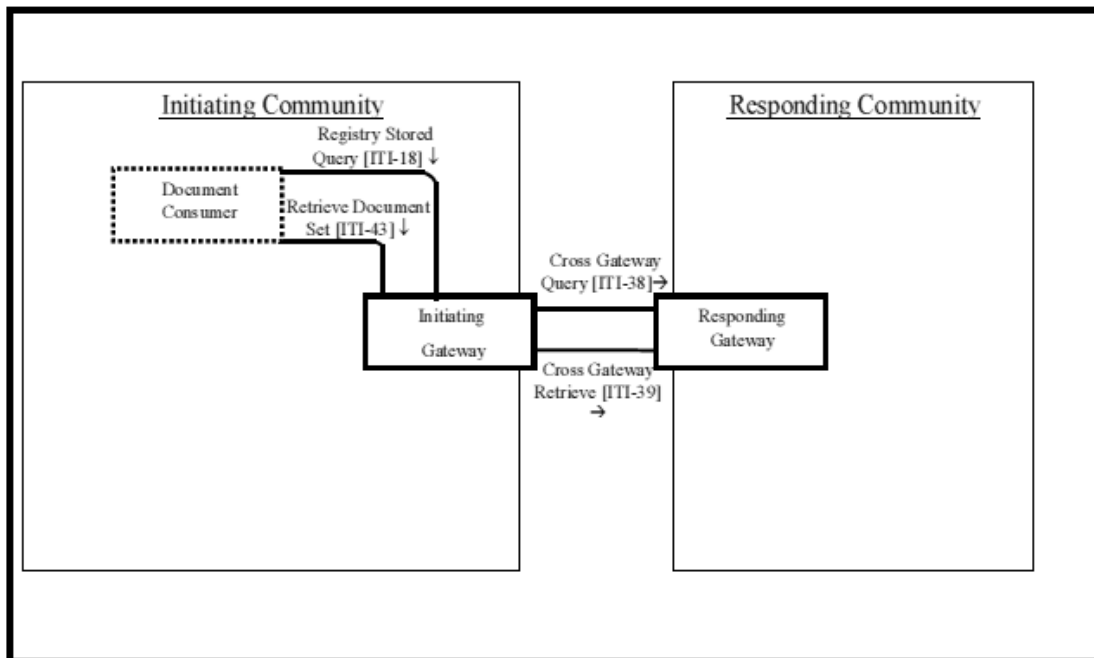 Initiating Community
Responding Community
Registry Stored
Query [ITI-18] ↓
Document
Consumer
Retrieve Document
Set [ITI-43] ↓
Cross Gateway
Query [ITI-38]→
Initiating
Gateway
Responding
Gateway
Cross Gateway
Retrieve [ITI-39]
→